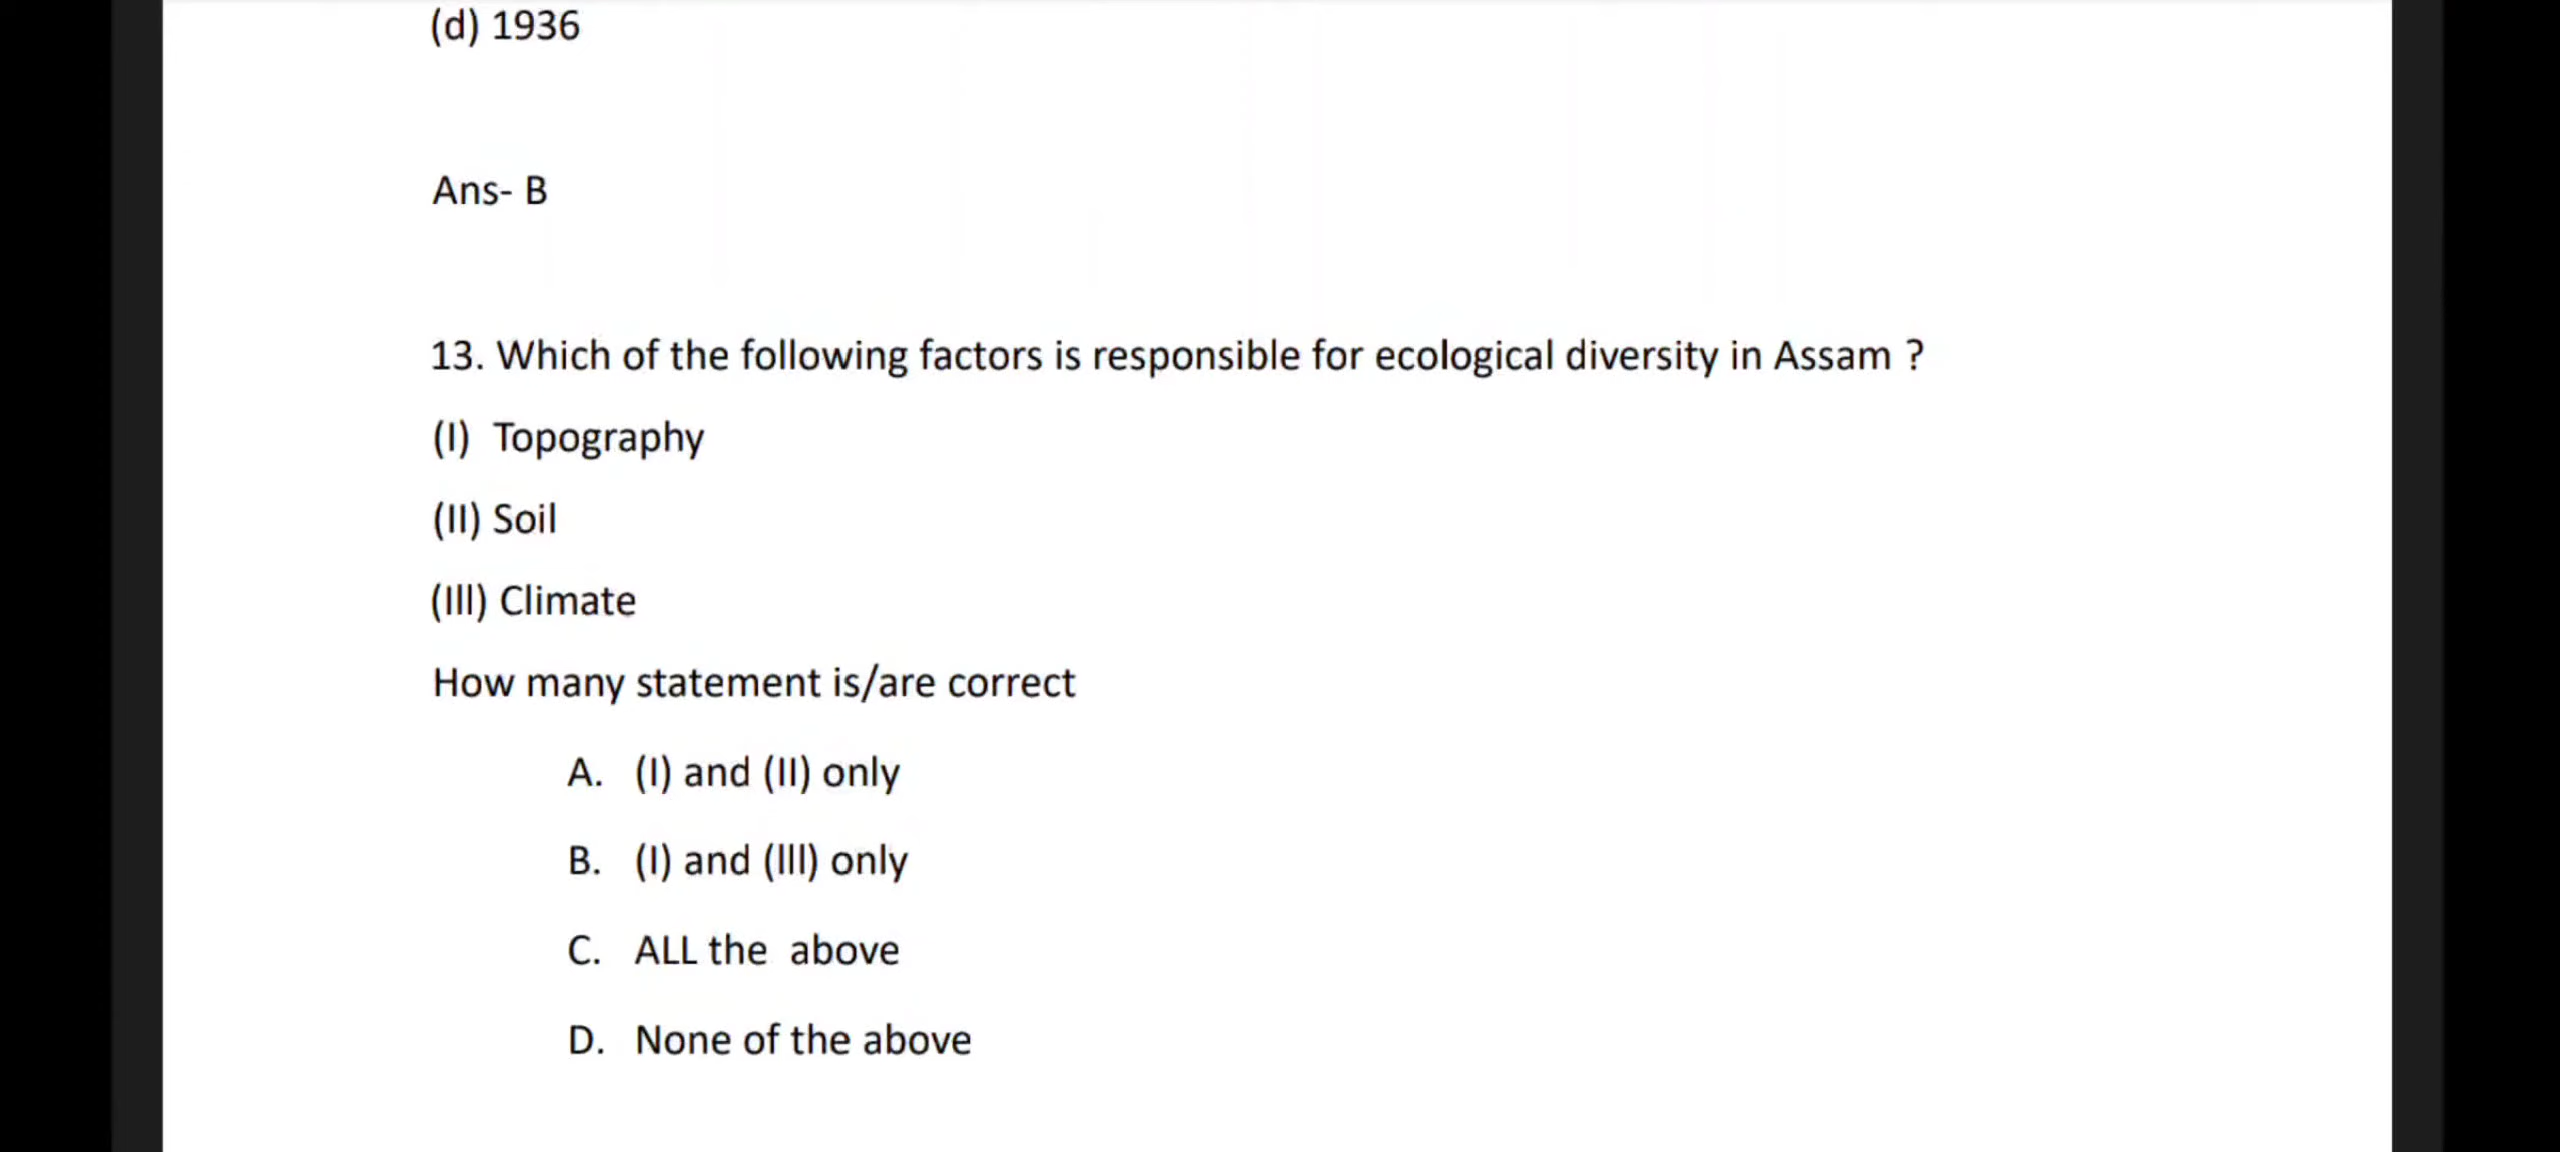 (d) 1936
Ans- B
13. Which of the following factors is responsible for ecological diversity in Assam ?
(I) Topography
(II) Soil
(III) Climate
How many statement is/are correct
A. (I) and (II) only
B. (I) and (III) only
C. ALL the above
D. None of the above